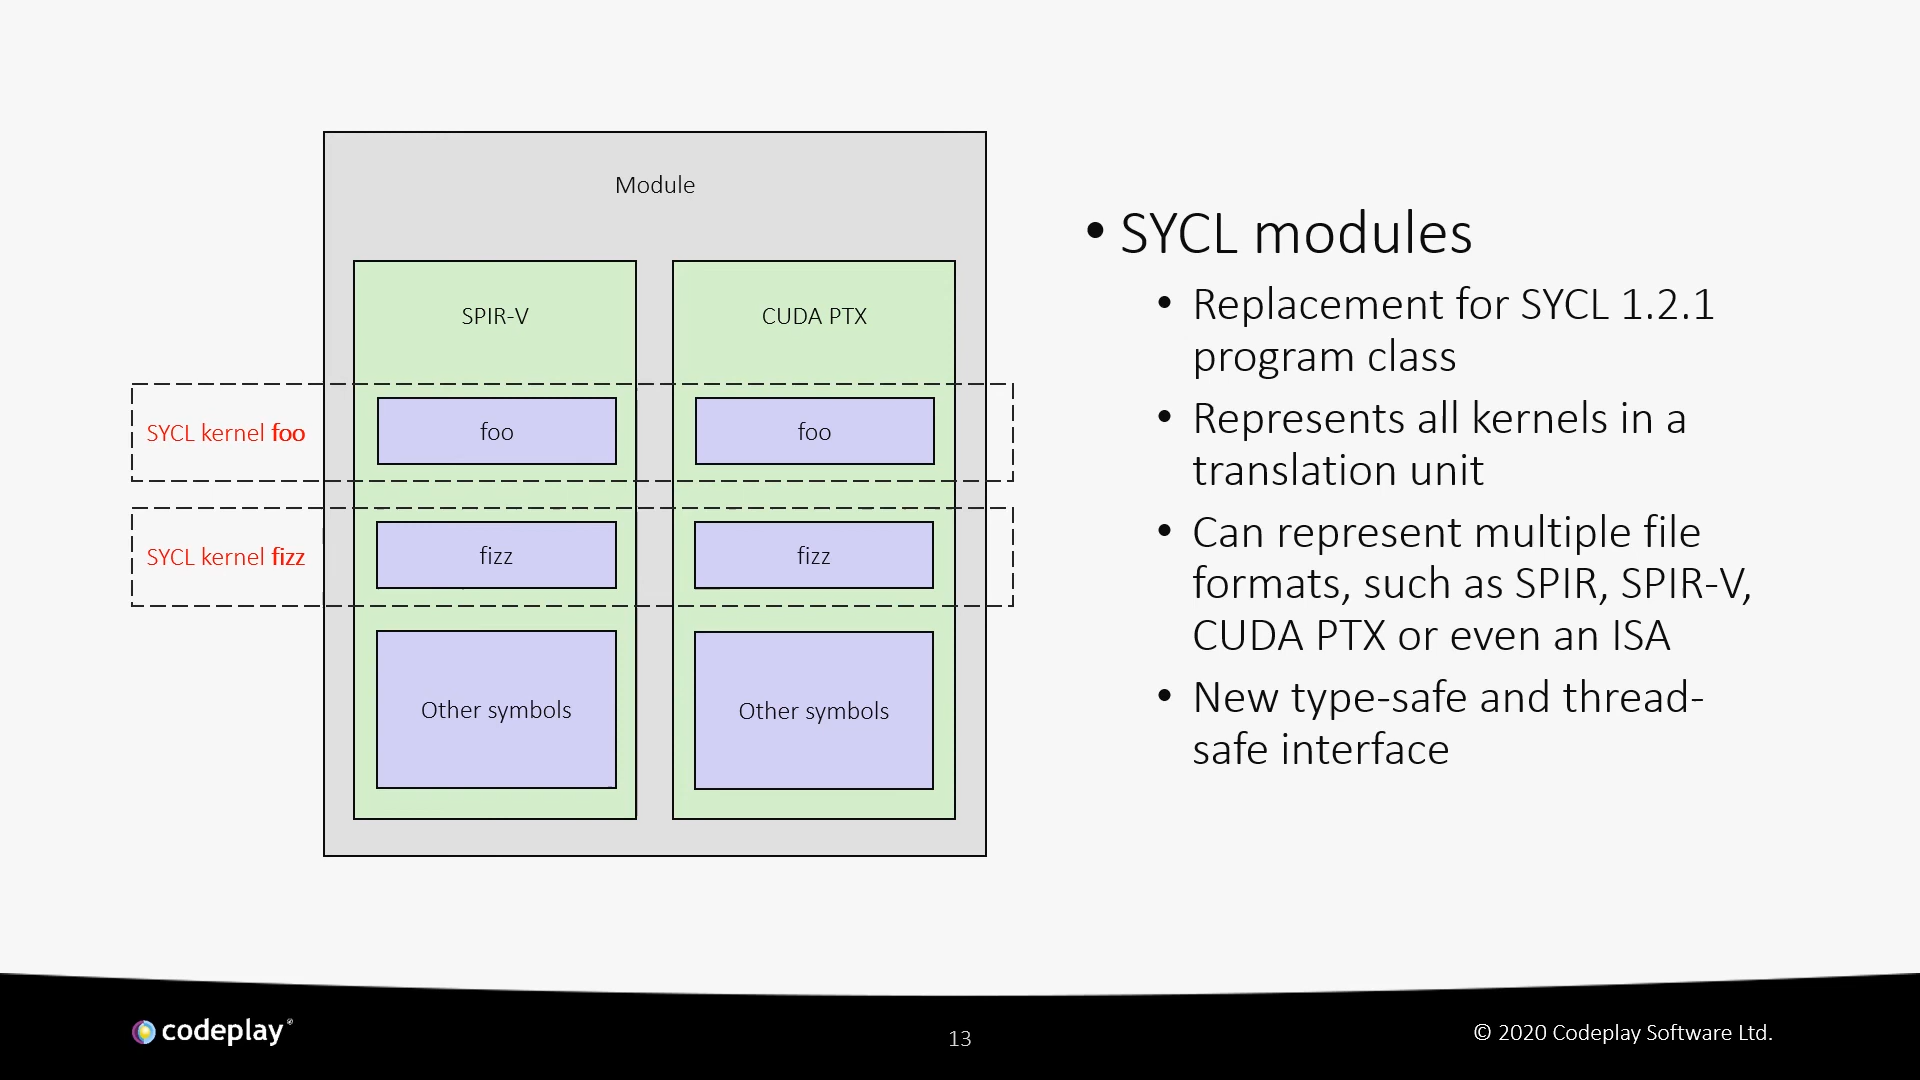 Module
SPIR-V
CUDA PTX
SYCL kernel foo
foo
foo
SYCL kernel fizz
fizz
fizz
Other symbols
Other symbols
• SYCL modules
• Replacement for SYCL 1.2.1
program class
• Represents all kernels in a
translation unit
• Can represent multiple file
formats, such as SPIR, SPIR-V,
CUDA PTX or even an ISA
• New type-safe and thread-
safe interface
codeplay®
13
© 2020 Codeplay Software Ltd.